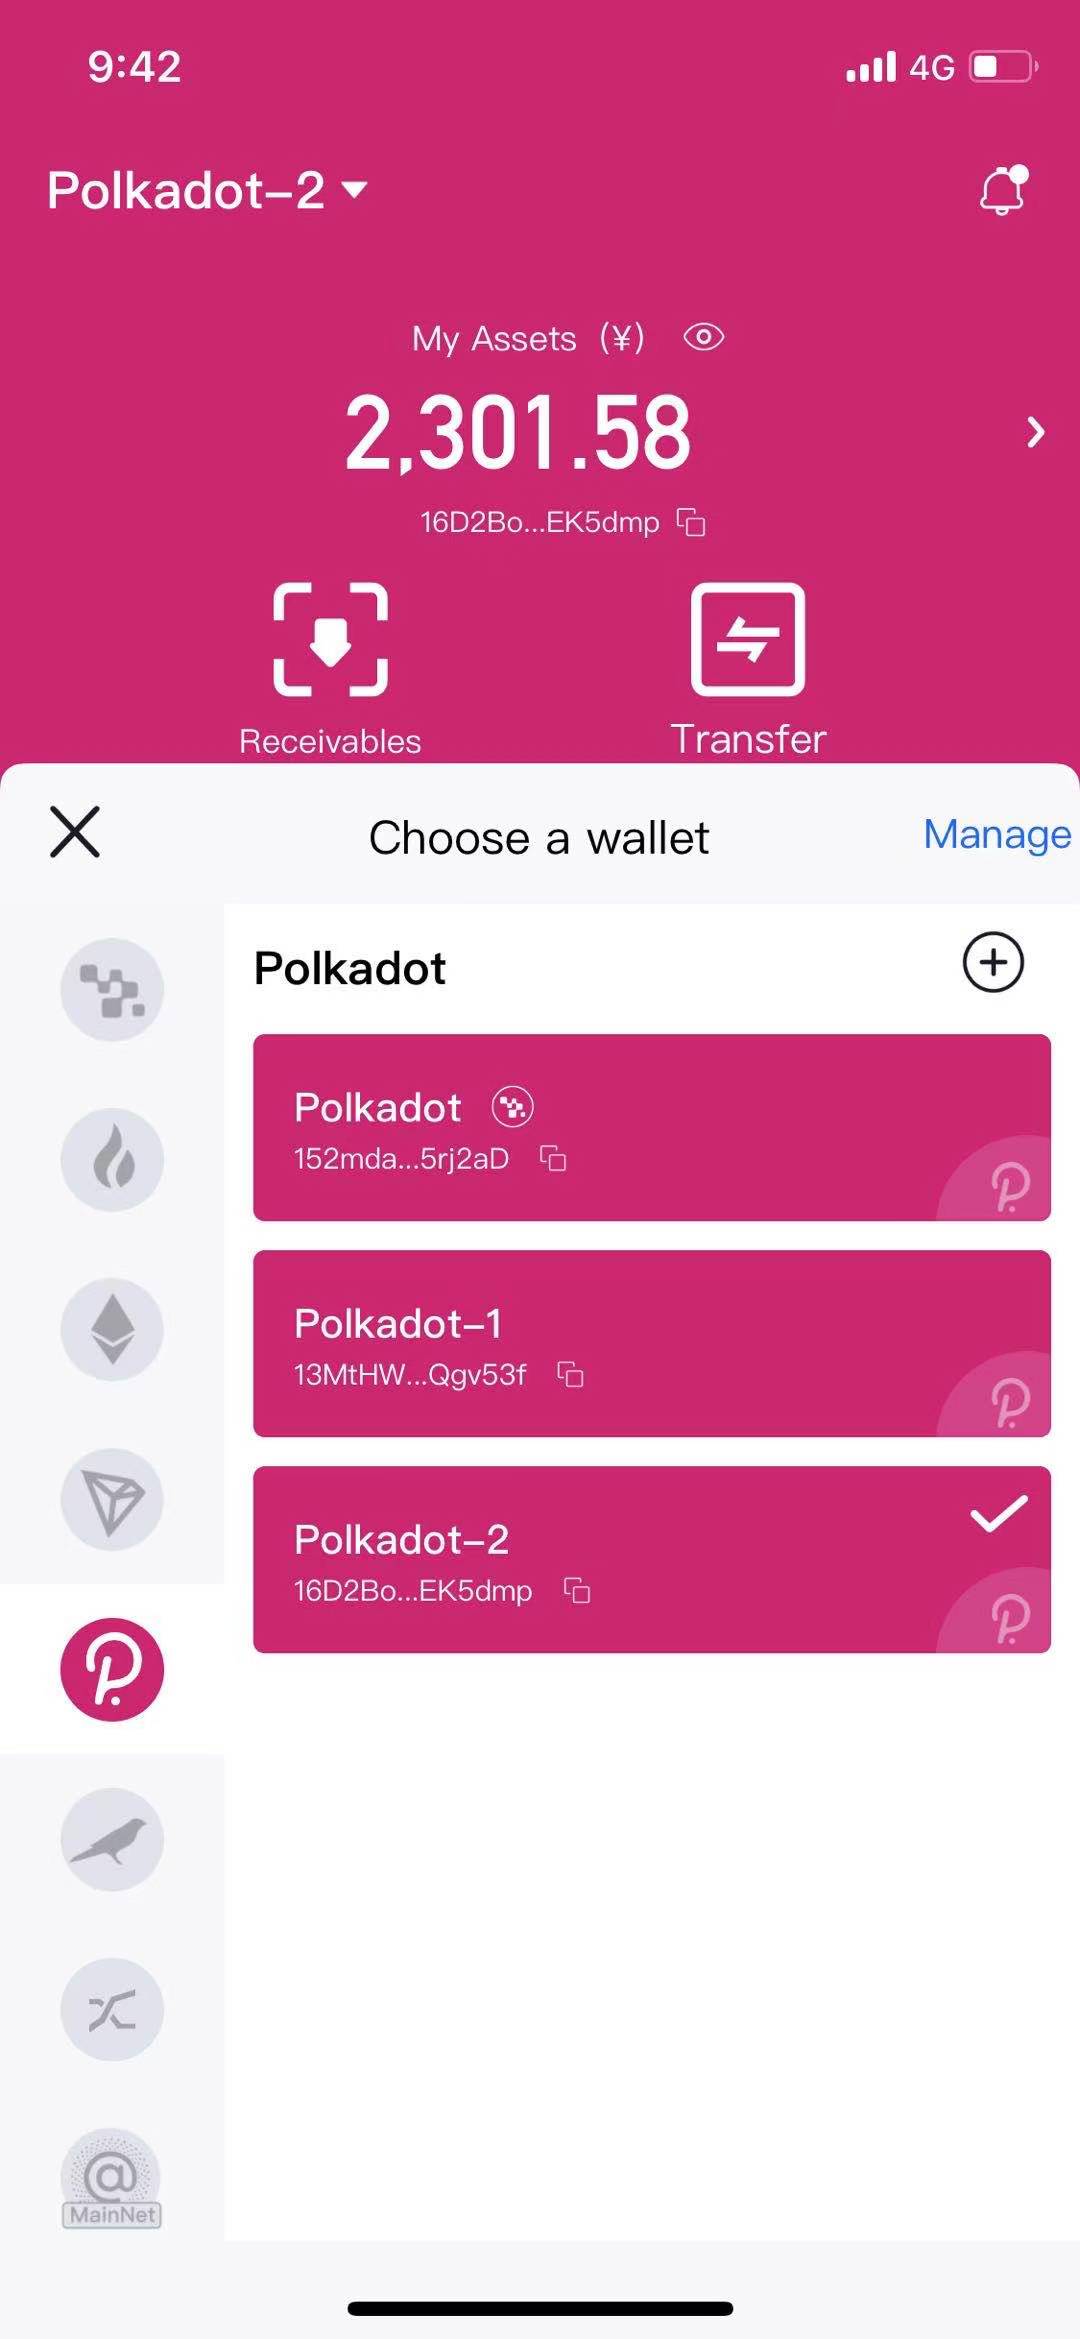 9:42
4G
Polkadot-2
My Assets (¥)
2,301.58
16D2Bo...EK5dmp
Receivables
Transfer
Choose a wallet
Manage
Polkadot
Polkadot
152mda...5rj2aD
Polkadot-1
13MtHW...Qgv53f
Polkadot-2
16D2Bo...EK5dmp
MainNet